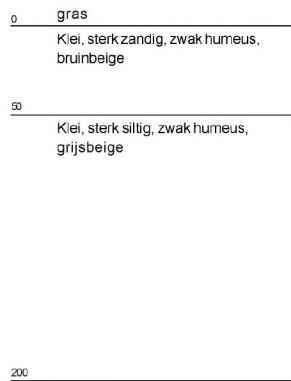 0 gras
Klei, sterk zandig, zwak humeus,
bruinbeige
50
Klei, sterk siltig, zwak humeus,
grijsbeige
200